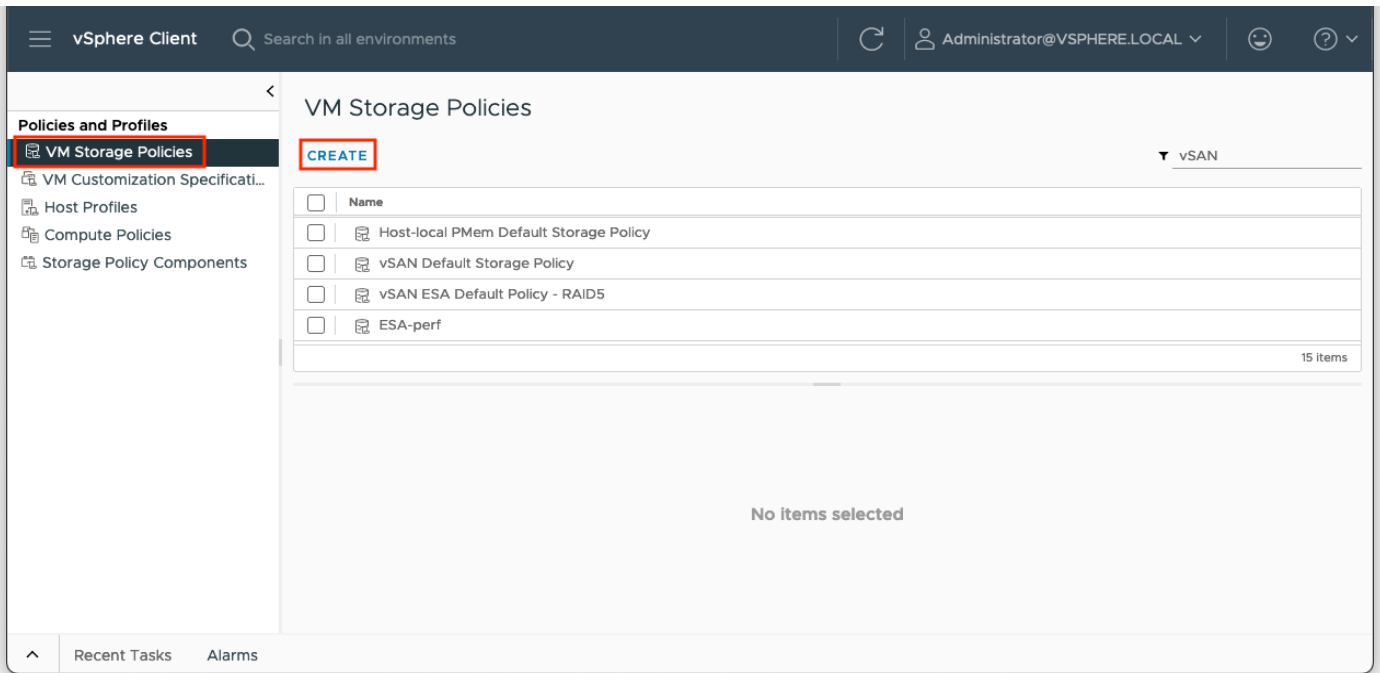 vSphere Client
Search in all environments
Administrator@VSPHERE.LOCAL
Policies and Profiles
VM Storage Policies
VM Customization Specificati...
Host Profiles
Compute Policies
Storage Policy Components
VM Storage Policies
CREATE
vSAN
Name
Host-local PMem Default Storage Policy
vSAN Default Storage Policy
vSAN ESA Default Policy - RAID5
ESA-perf
15 items
No items selected
Recent Tasks
Alarms